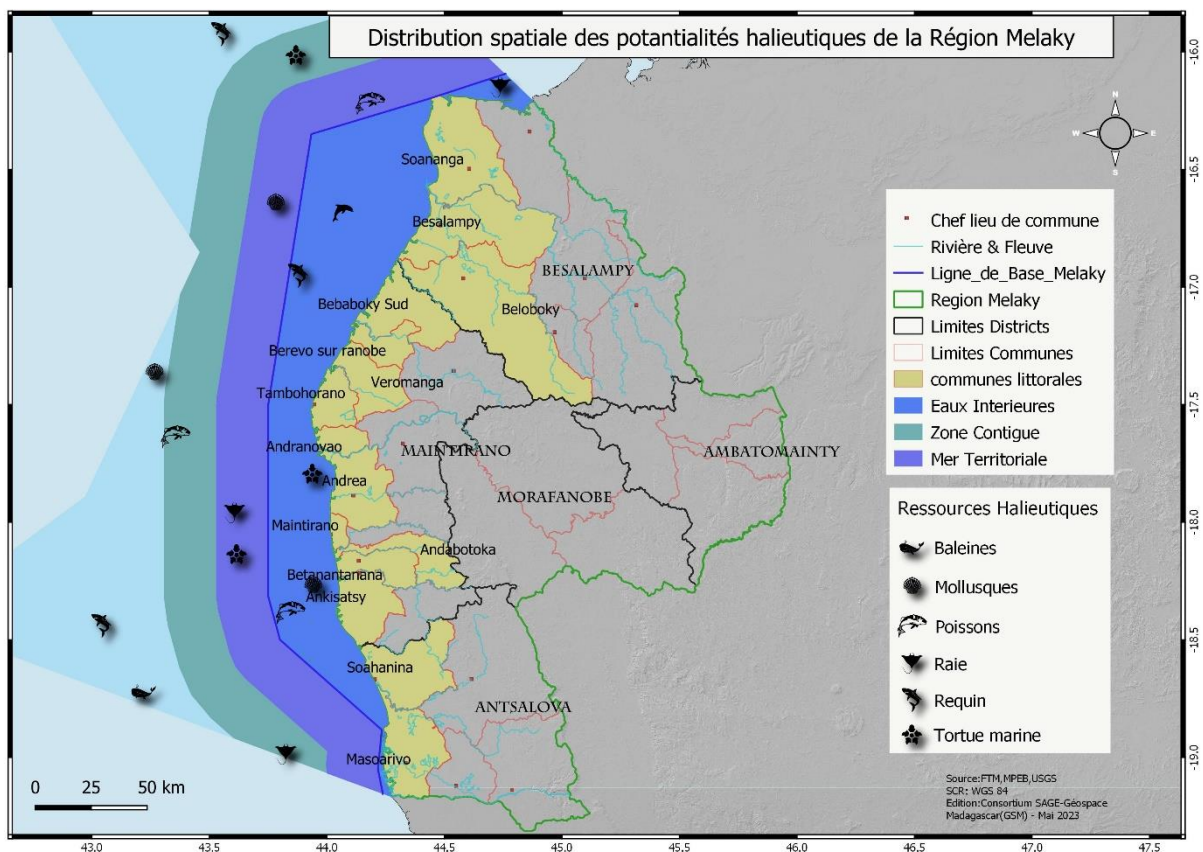 Distribution spatiale des potantialités halieutiques de la Région Melaky
-16.0
-16.5
-17.0
-17.5
-18.0
-18.5
-19.0
N
W
E
S
Soananga
Besalampy
BESALAMPY
Bebaboky Sud
Beloboky
Berevo sur ranobe
Veromanga
Tambohorano
Andranovao
MAINTIRANO
AMBATOMAINTY
Andrea
MORAFANOBE
Maintirano
Andabotoka
Betanantanana
Ankisatsy
Soahanina
ANTSALOVA
Masoarivo
Chef lieu de commune
Rivière & Fleuve
Ligne_de_Base_Melaky
Region Melaky
Limites Districts
Limites Communes
communes littorales
Eaux Interieures
Zone Contigue
Mer Territoriale
Ressources Halieutiques
Baleines
Mollusques
Poissons
Raie
Requin
Tortue marine
0 25 50 km
Source:FTM,MPEB,USGS
SCR: WGS 84
Edition:Consortium SAGE-Géospace
Madagascar(GSM) - Mai 2023
43.0 43.5 44.0 44.5 45.0 45.5 46.0 46.5 47.0 47.5